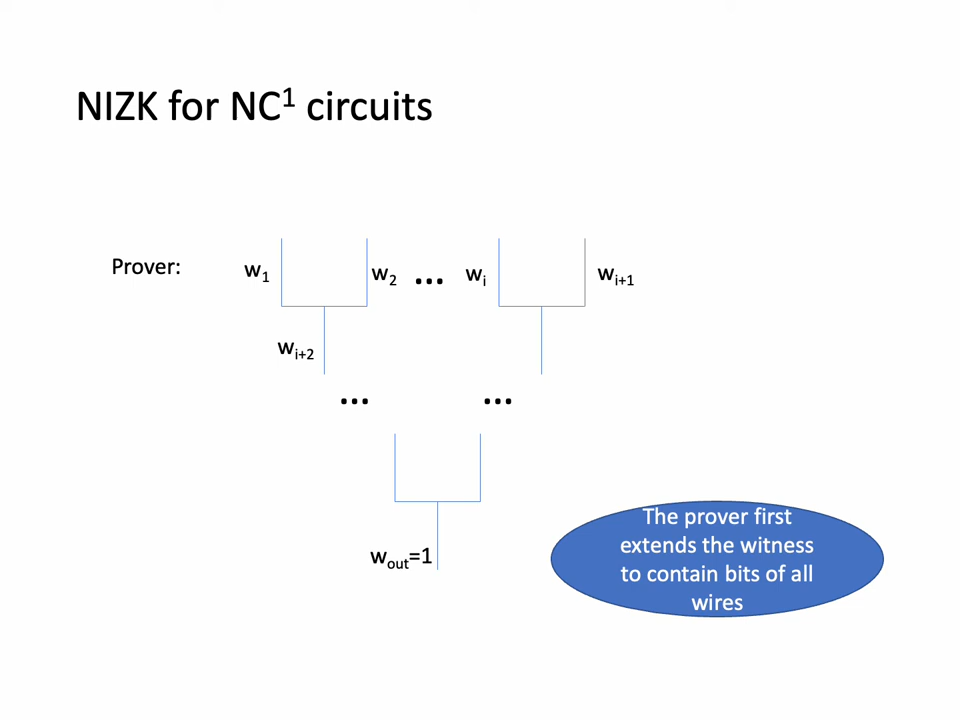 NIZK for NC¹ circuits
Prover: w₁ w₂ ... wᵢ wᵢ₊₁
wᵢ₊₂
... ...
w_out=1
The prover first
extends the witness
to contain bits of all
wires